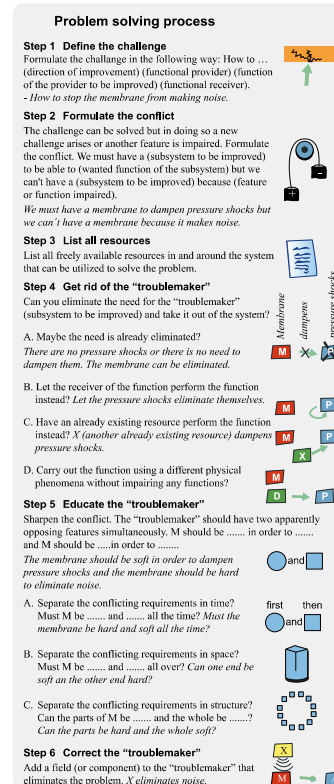 Problem solving process
Step 1 Define the challenge
Formulate the challange in the following way: How to …
(direction of improvement) (functional provider) (function
of the provider to be improved) (functional receiver).
- How to stop the membrane from making noise.
Step 2 Formulate the conflict
The challenge can be solved but in doing so a new
challenge arises or another feature is impaired. Formulate
the conflict. We must have a (subsystem to be improved)
to be able to (wanted function of the subsystem) but we
can't have a (subsystem to be improved) because (feature
or function impaired).
We must have a membrane to dampen pressure shocks but
we can´t have a membrane because it makes noise.
- +
Step 3 List all resources
List all freely available resources in and around the system
that can be utilized to solve the problem.
Step 4 Get rid of the “troublemaker”
Can you eliminate the need for the “troublemaker”
(subsystem to be improved) and take it out of the system?
Membrane
dampens
pressure shocks
A. Maybe the need is already eliminated?
There are no pressure shocks or there is no need to
dampen them. The membrane can be eliminated.
M P
B. Let the receiver of the function perform the function
instead? Let the pressure shocks eliminate themselves.
M P
C. Have an already existing resource perform the function
instead? X (another already existing resource) dampens
pressure shocks.
M P
X
D. Carry out the function using a different physical
phenomena without impairing any functions?
M
D P
Step 5 Educate the “troublemaker”
Sharpen the conflict. The “troublemaker” should have two apparently
opposing features simultaneously. M should be ....... in order to .......
and M should be .....in order to ........
The membrane should be soft in order to dampen
pressure shocks and the membrane should be hard
to eliminate noise.
and
A. Separate the conflicting requirements in time?
Must M be ....... and ....... all the time? Must the
membrane be hard and soft all the time?
first then
and
B. Separate the conflicting requirements in space?
Must M be ....... and ....... all over? Can one end be
soft an the other end hard?
C. Separate the conflicting requirements in structure?
Can the parts of M be ....... and the whole be .......?
Can the parts be hard and the whole soft?
Step 6 Correct the “troublemaker”
Add a field (or component) to the “troublemaker” that
eliminates the problem. X eliminates noise.
X
M P